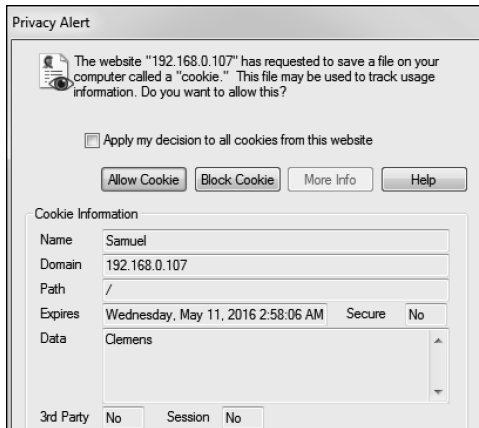 Privacy Alert
The website "192.168.0.107" has requested to save a file on your
computer called a "cookie." This file may be used to track usage
information. Do you want to allow this?
Apply my decision to all cookies from this website
Allow Cookie Block Cookie More Info Help
Cookie Information
Name Samuel
Domain 192.168.0.107
Path /
Expires Wednesday, May 11, 2016 2:58:06 AM Secure No
Data Clemens
3rd Party No Session No